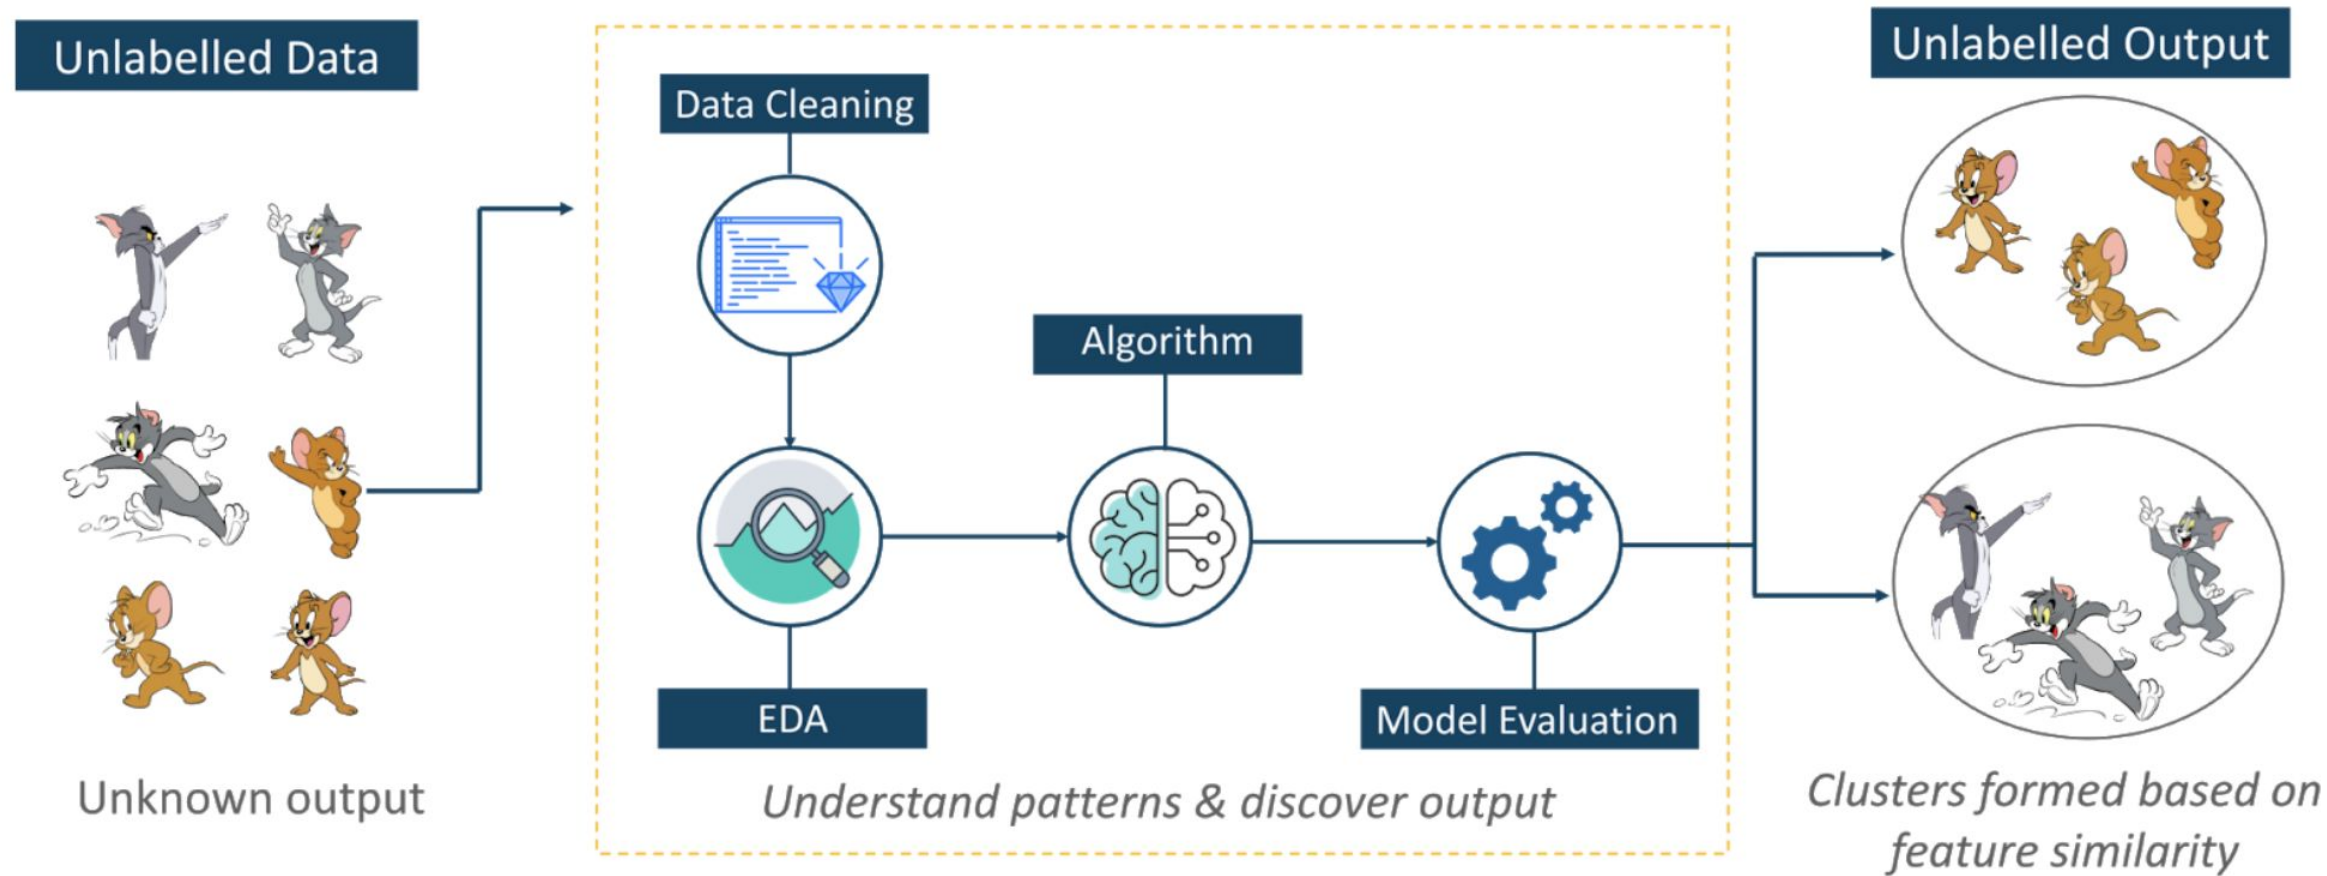 Unlabelled Data
Unknown output
Data Cleaning
EDA
Algorithm
Model Evaluation
Understand patterns & discover output
Unlabelled Output
Clusters formed based on
feature similarity